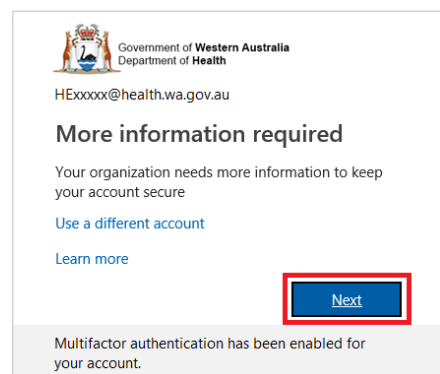 Government of Western Australia
Department of Health
HExxxxx@health.wa.gov.au
More information required
Your organization needs more information to keep
your account secure
Use a different account
Learn more
Next
Multifactor authentication has been enabled for
your account.